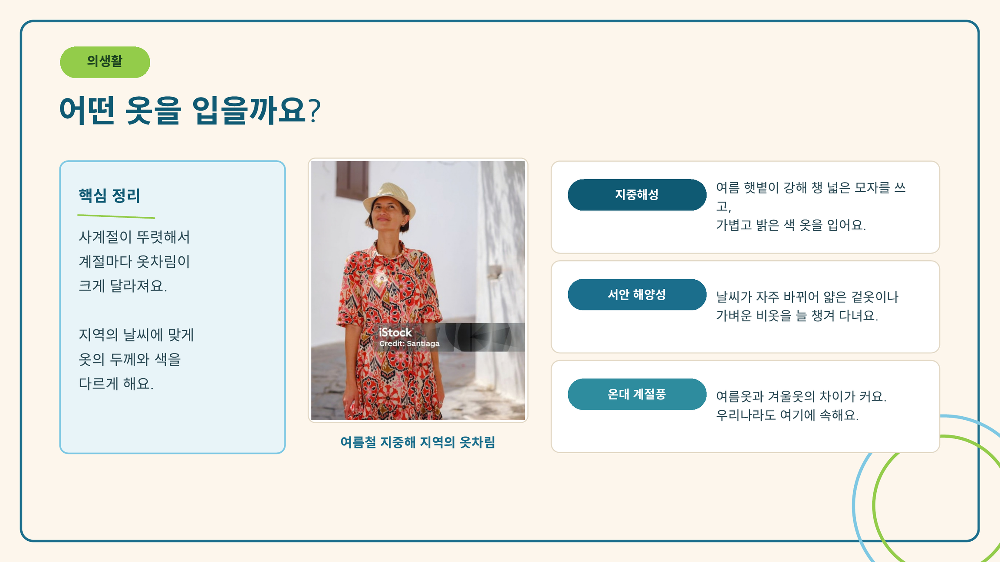 의생활
어떤 옷을 입을까요?
핵심 정리
사계절이 뚜렷해서
계절마다 옷차림이
크게 달라져요.
지역의 날씨에 맞게
옷의 두께와 색을
다르게 해요.
iStock
Credit: Santiaga
여름철 지중해 지역의 옷차림
지중해성
여름 햇볕이 강해 챙 넓은 모자를 쓰
고,
가볍고 밝은 색 옷을 입어요.
서안 해양성
날씨가 자주 바뀌어 얇은 겉옷이나
가벼운 비옷을 늘 챙겨 다녀요.
온대 계절풍
여름옷과 겨울옷의 차이가 커요.
우리나라도 여기에 속해요.